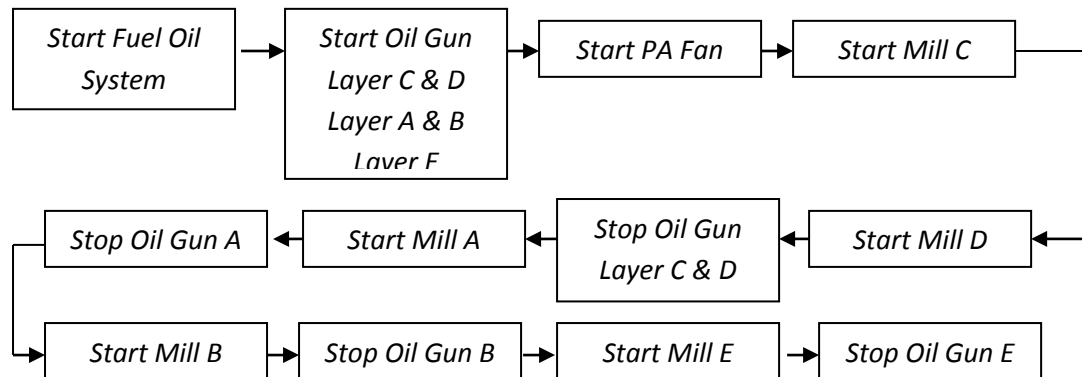 Start Fuel Oil
System
Start Oil Gun
Layer C & D
Layer A & B
Layer E
Start PA Fan
Start Mill C
Stop Oil Gun A
Start Mill A
Stop Oil Gun
Layer C & D
Start Mill D
Start Mill B
Stop Oil Gun B
Start Mill E
Stop Oil Gun E